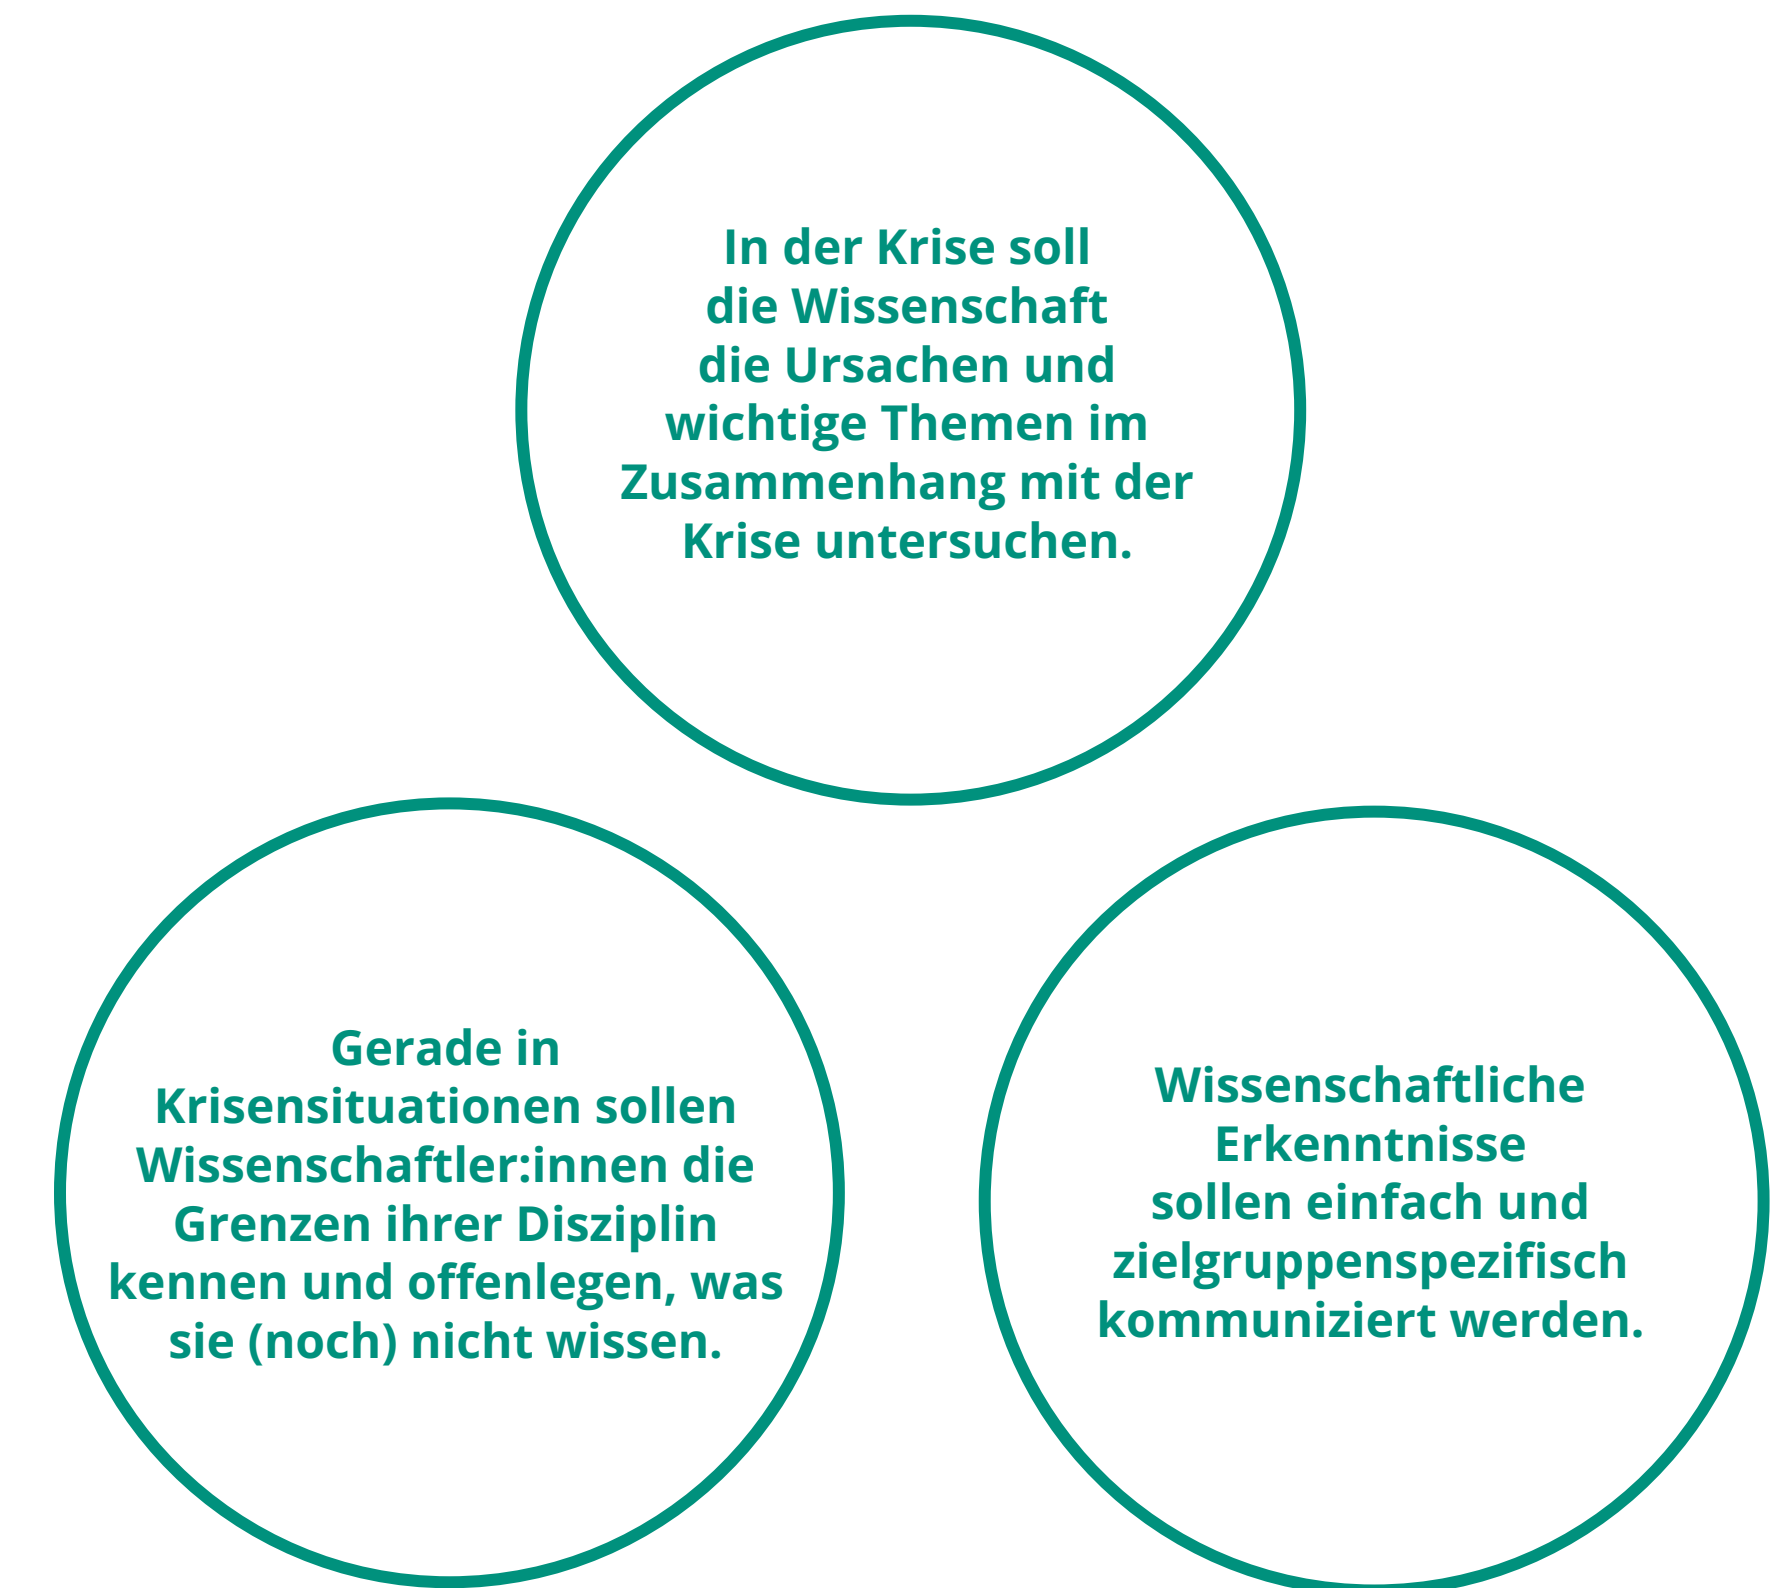 In der Krise soll
die Wissenschaft
die Ursachen und
wichtige Themen im
Zusammenhang mit der
Krise untersuchen.
Gerade in
Krisensituationen sollen
Wissenschaftler:innen die
Grenzen ihrer Disziplin
kennen und offenlegen, was
sie (noch) nicht wissen.
Wissenschaftliche
Erkenntnisse
sollen einfach und
zielgruppenspezifisch
kommuniziert werden.